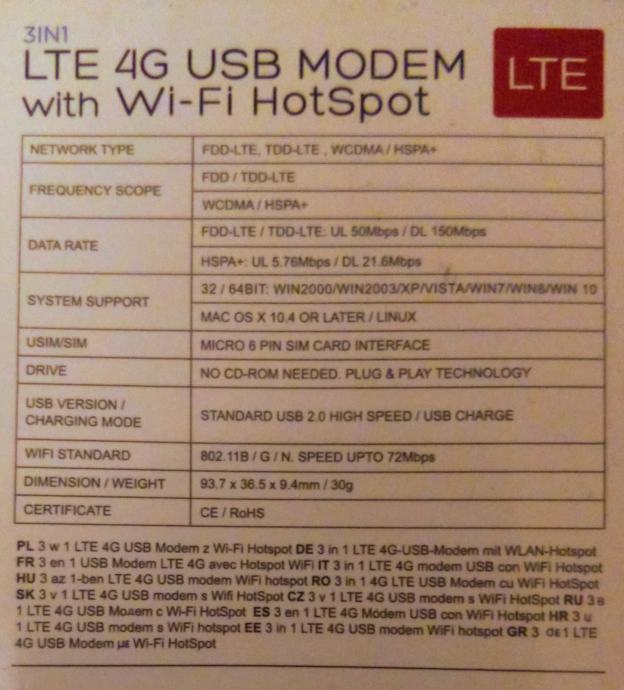 3IN1
LTE 4G USB MODEM
with Wi-Fi HotSpot
LTE
NETWORK TYPE
FDD-LTE, TDD-LTE , WCDMA / HSPA+
FREQUENCY SCOPE
FDD / TDD-LTE
WCDMA / HSPA+
DATA RATE
FDD-LTE / TDD-LTE: UL 50Mbps / DL 150Mbps
HSPA+: UL 5.76Mbps / DL 21.6Mbps
SYSTEM SUPPORT
32 / 64BIT: WIN2000/WIN2003/XP/VISTA/WIN7/WIN8/WIN 10
MAC OS X 10.4 OR LATER / LINUX
USIM/SIM
MICRO 6 PIN SIM CARD INTERFACE
DRIVE
NO CD-ROM NEEDED. PLUG & PLAY TECHNOLOGY
USB VERSION /
CHARGING MODE
STANDARD USB 2.0 HIGH SPEED / USB CHARGE
WIFI STANDARD
802.11B / G / N. SPEED UPTO 72Mbps
DIMENSION / WEIGHT
93.7 x 36.5 x 9.4mm / 30g
CERTIFICATE
CE / RoHS
PL 3 w 1 LTE 4G USB Modem z Wi-Fi Hotspot DE 3 in 1 LTE 4G-USB-Modem mit WLAN-Hotspot
FR 3 en 1 USB Modem LTE 4G avec Hotspot WiFi IT 3 in 1 LTE 4G modem USB con WiFi Hotspot
HU 3 az 1-ben LTE 4G USB modem WiFi hotspot RO 3 in 1 4G LTE USB Modem cu WiFi HotSpot
SK 3 v 1 LTE 4G USB modem s Wifi HotSpot CZ 3 v 1 LTE 4G USB modem s WiFi HotSpot RU 3 в
1 LTE 4G USB Модем с Wi-Fi HotSpot ES 3 en 1 LTE 4G Modem USB con WiFi Hotspot HR 3 u
1 LTE 4G USB modem s WiFi hotspot EE 3 in 1 LTE 4G USB modem WiFi hotspot GR 3 σε 1 LTE
4G USB Modem με Wi-Fi HotSpot